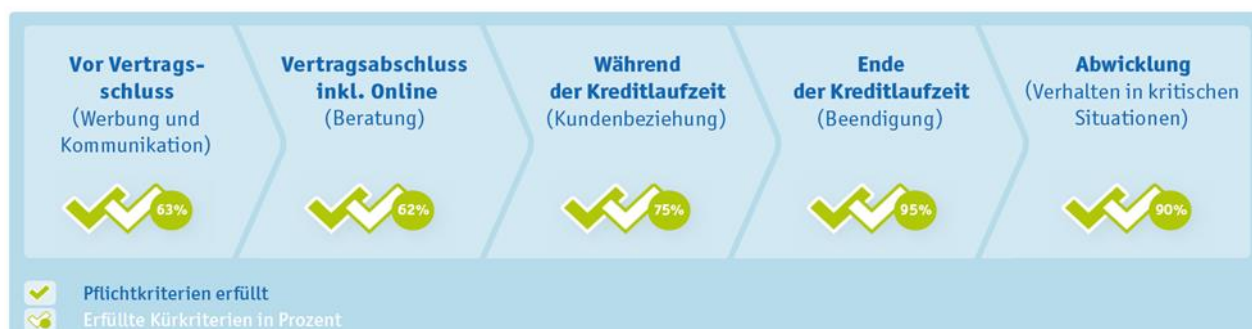 Vor Vertrags-
schluss
(Werbung und
Kommunikation)
63%
Vertragsabschluss
inkl. Online
(Beratung)
62%
Während
der Kreditlaufzeit
(Kundenbeziehung)
75%
Ende
der Kreditlaufzeit
(Beendigung)
95%
Abwicklung
(Verhalten in kritischen
Situationen)
90%
Pflichtkriterien erfüllt
Erfüllte Kürkriterien in Prozent